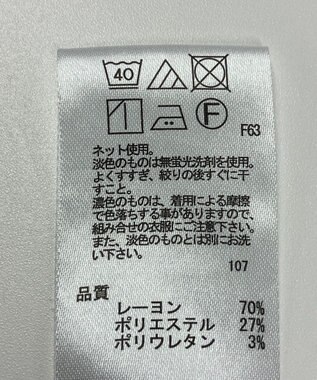 40
F
F63
ネット使用。
淡色のものは無蛍光洗剤を使用。
よくすすぎ、絞りの後すぐに干
すこと。
濃色のものは、着用による摩擦
で色落ちする事がありますので、
組み合せの衣服にご注意下さい。
また、淡色のものとは別にお洗
い下さい。
107
品質
レーヨン 70%
ポリエステル 27%
ポリウレタン 3%